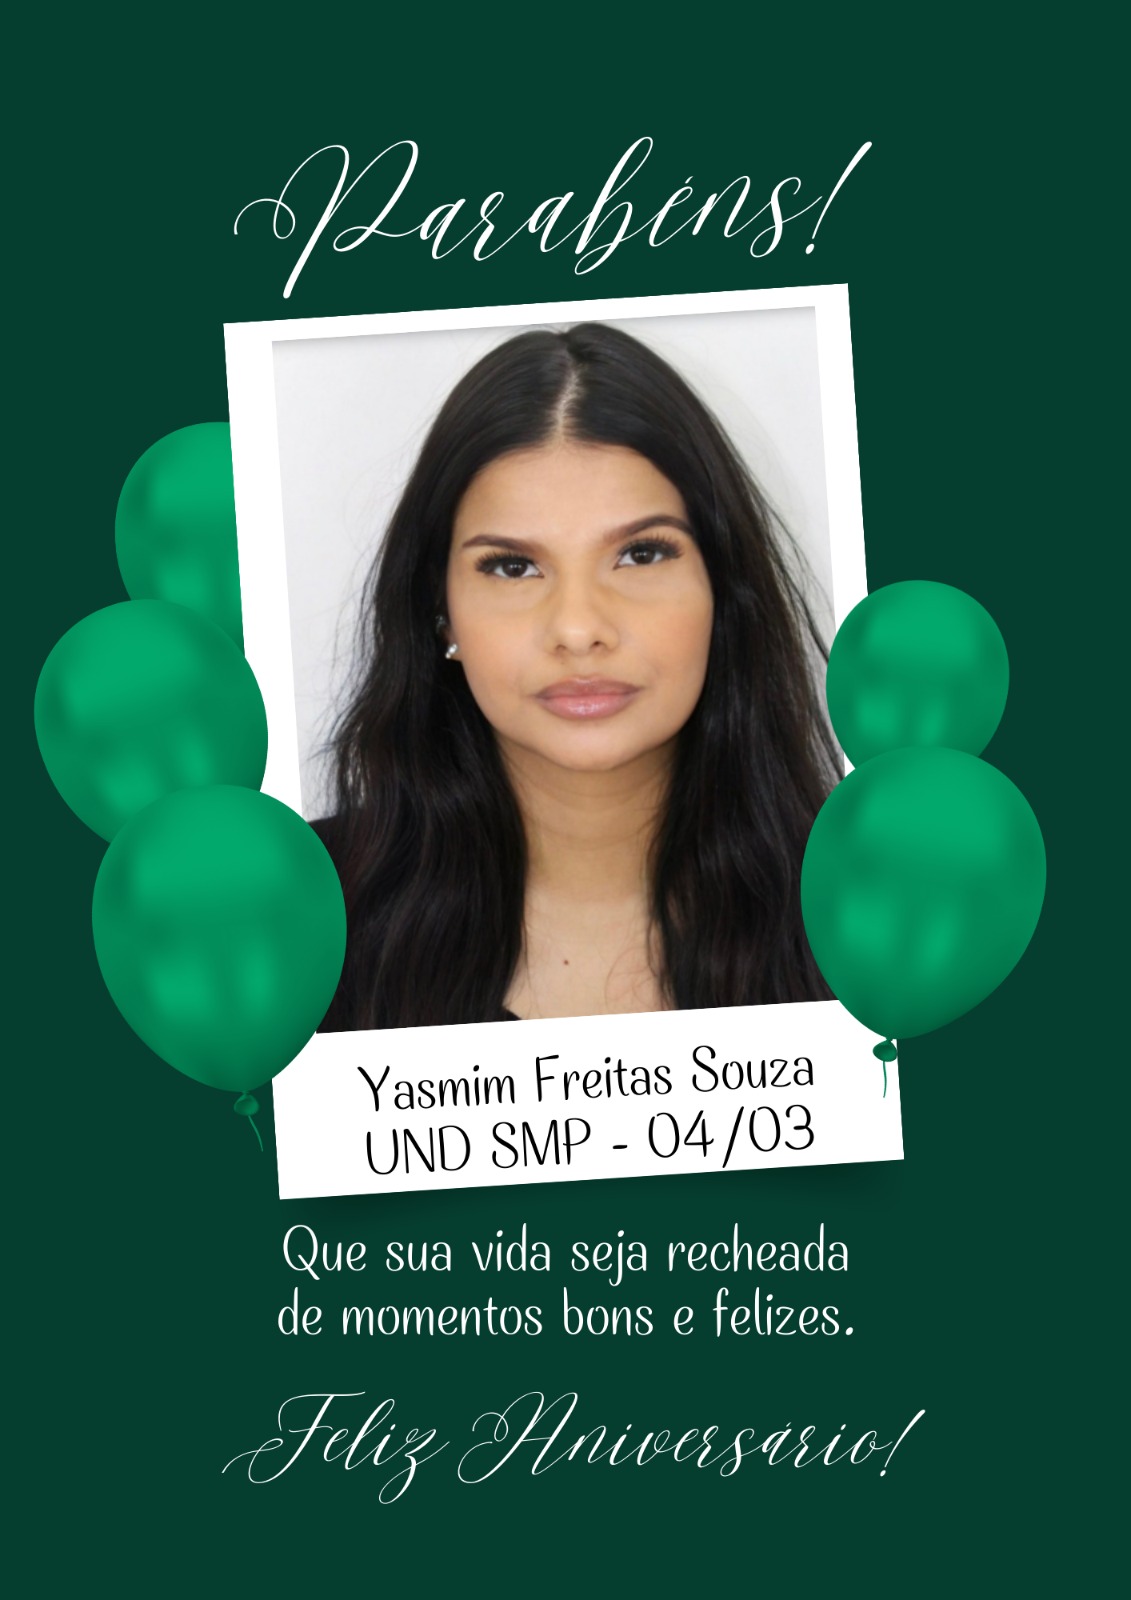 Parabéns!
Yasmim Freitas Souza
UND SMP - 04/03
Que sua vida seja recheada
de momentos bons e felizes.
Feliz Aniversário!